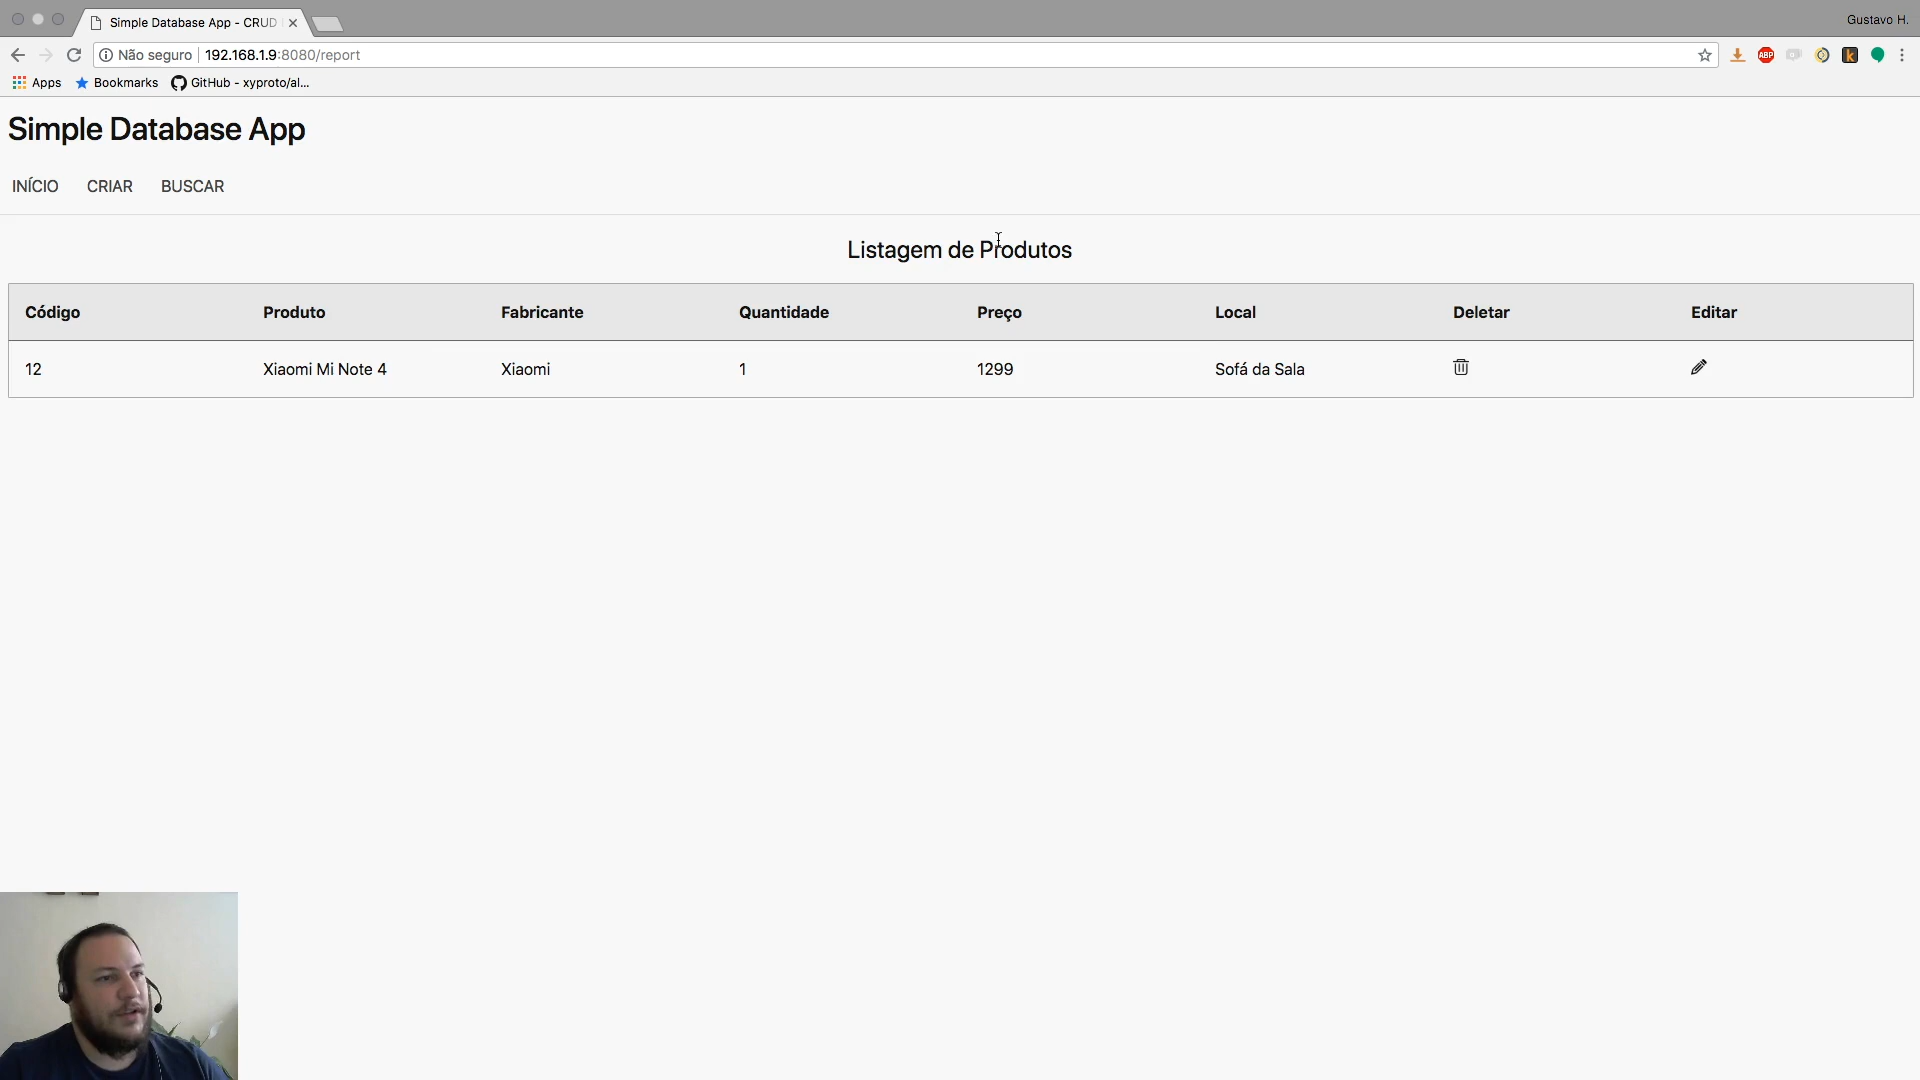 Simple Database App - CRUD
Gustavo H.
Não seguro 192.168.1.9:8080/report
ABP
k
Apps Bookmarks GitHub - xyproto/al...
Simple Database App
INÍCIO CRIAR BUSCAR
Listagem de Produtos
Código Produto Fabricante Quantidade Preço Local Deletar Editar
12 Xiaomi Mi Note 4 Xiaomi 1 1299 Sofá da Sala